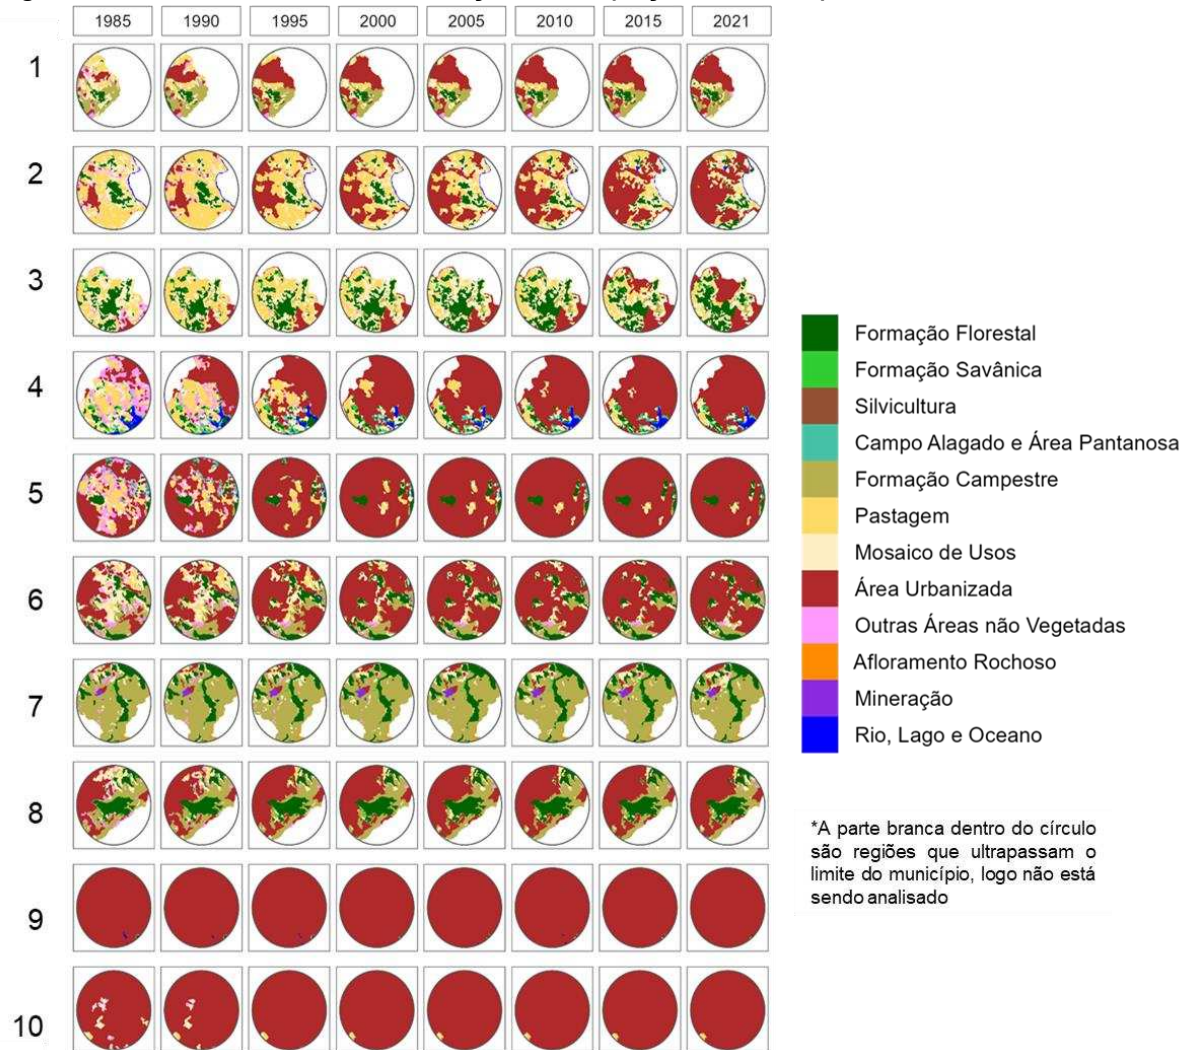 1985 1990 1995 2000 2005 2010 2015 2021
1
2
3
4
5
6
7
8
9
10
Formação Florestal
Formação Savânica
Silvicultura
Campo Alagado e Área Pantanosa
Formação Campestre
Pastagem
Mosaico de Usos
Área Urbanizada
Outras Áreas não Vegetadas
Afloramento Rochoso
Mineração
Rio, Lago e Oceano
*A parte branca dentro do círculo
são regiões que ultrapassam o
limite do município, logo não está
sendo analisado